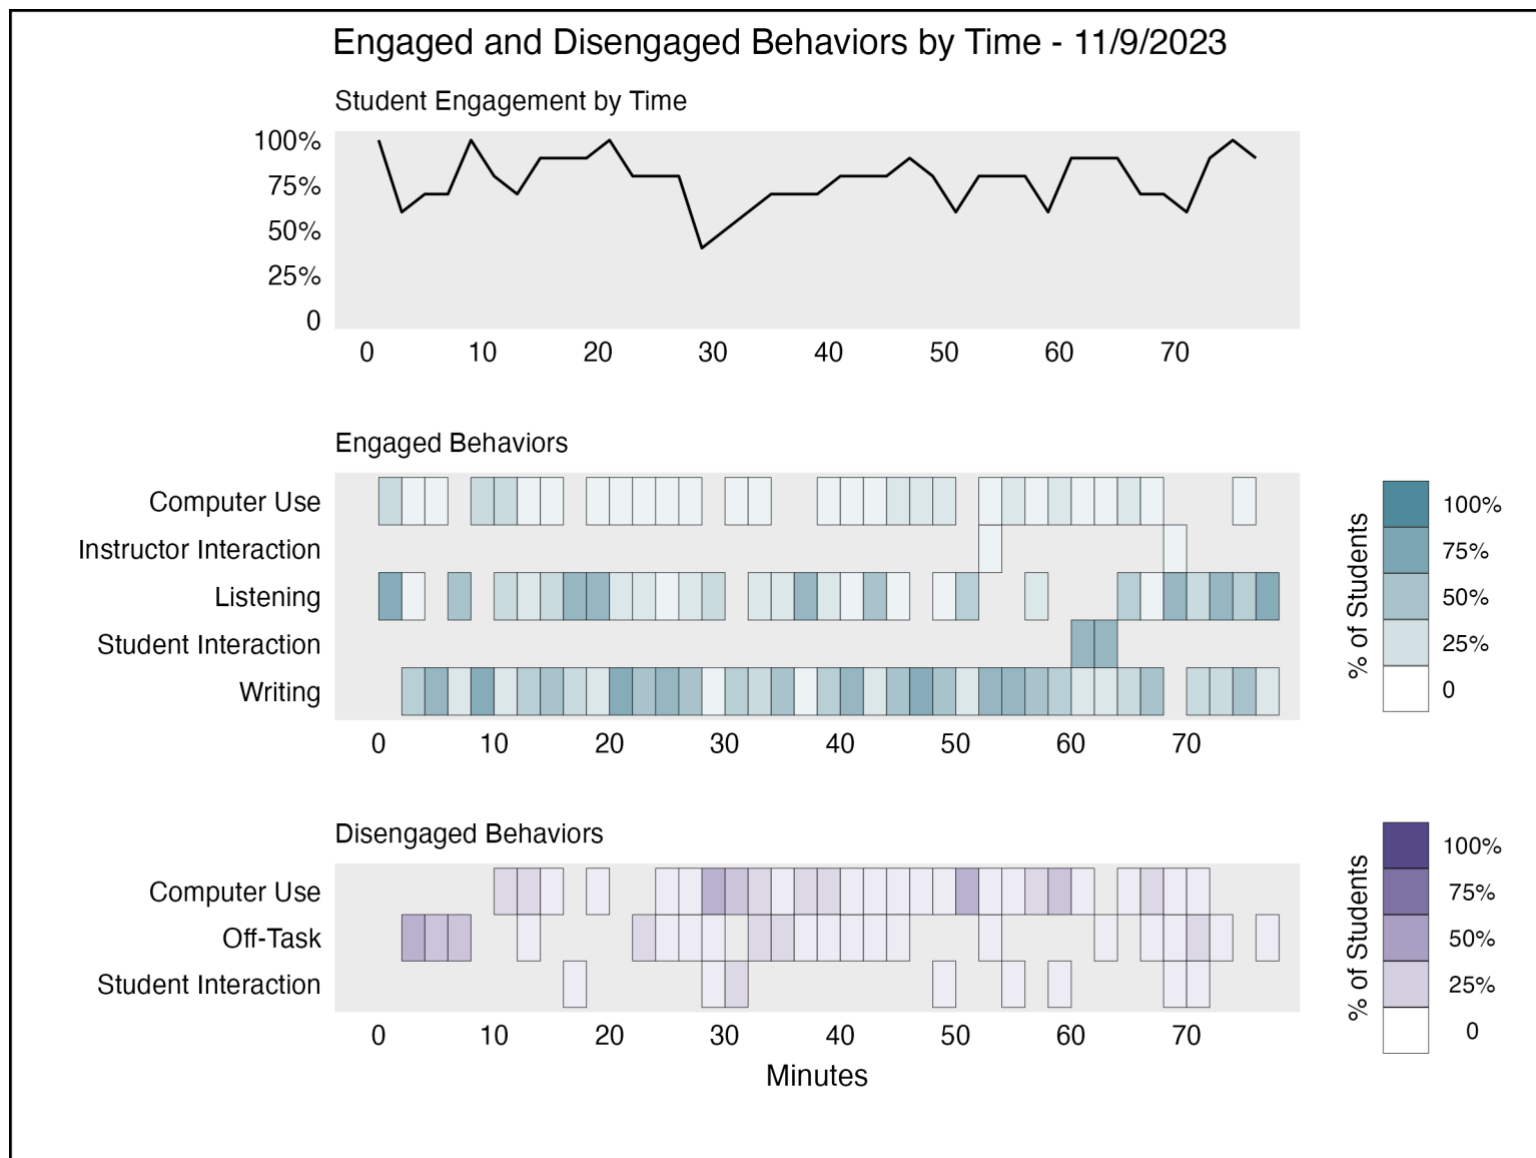 Engaged and Disengaged Behaviors by Time - 11/9/2023
Student Engagement by Time
100%
75%
50%
25%
0
0 10 20 30 40 50 60 70
Engaged Behaviors
Computer Use
Instructor Interaction
Listening
Student Interaction
Writing
0 10 20 30 40 50 60 70
% of Students
100%
75%
50%
25%
0
Disengaged Behaviors
Computer Use
Off-Task
Student Interaction
0 10 20 30 40 50 60 70
Minutes
% of Students
100%
75%
50%
25%
0